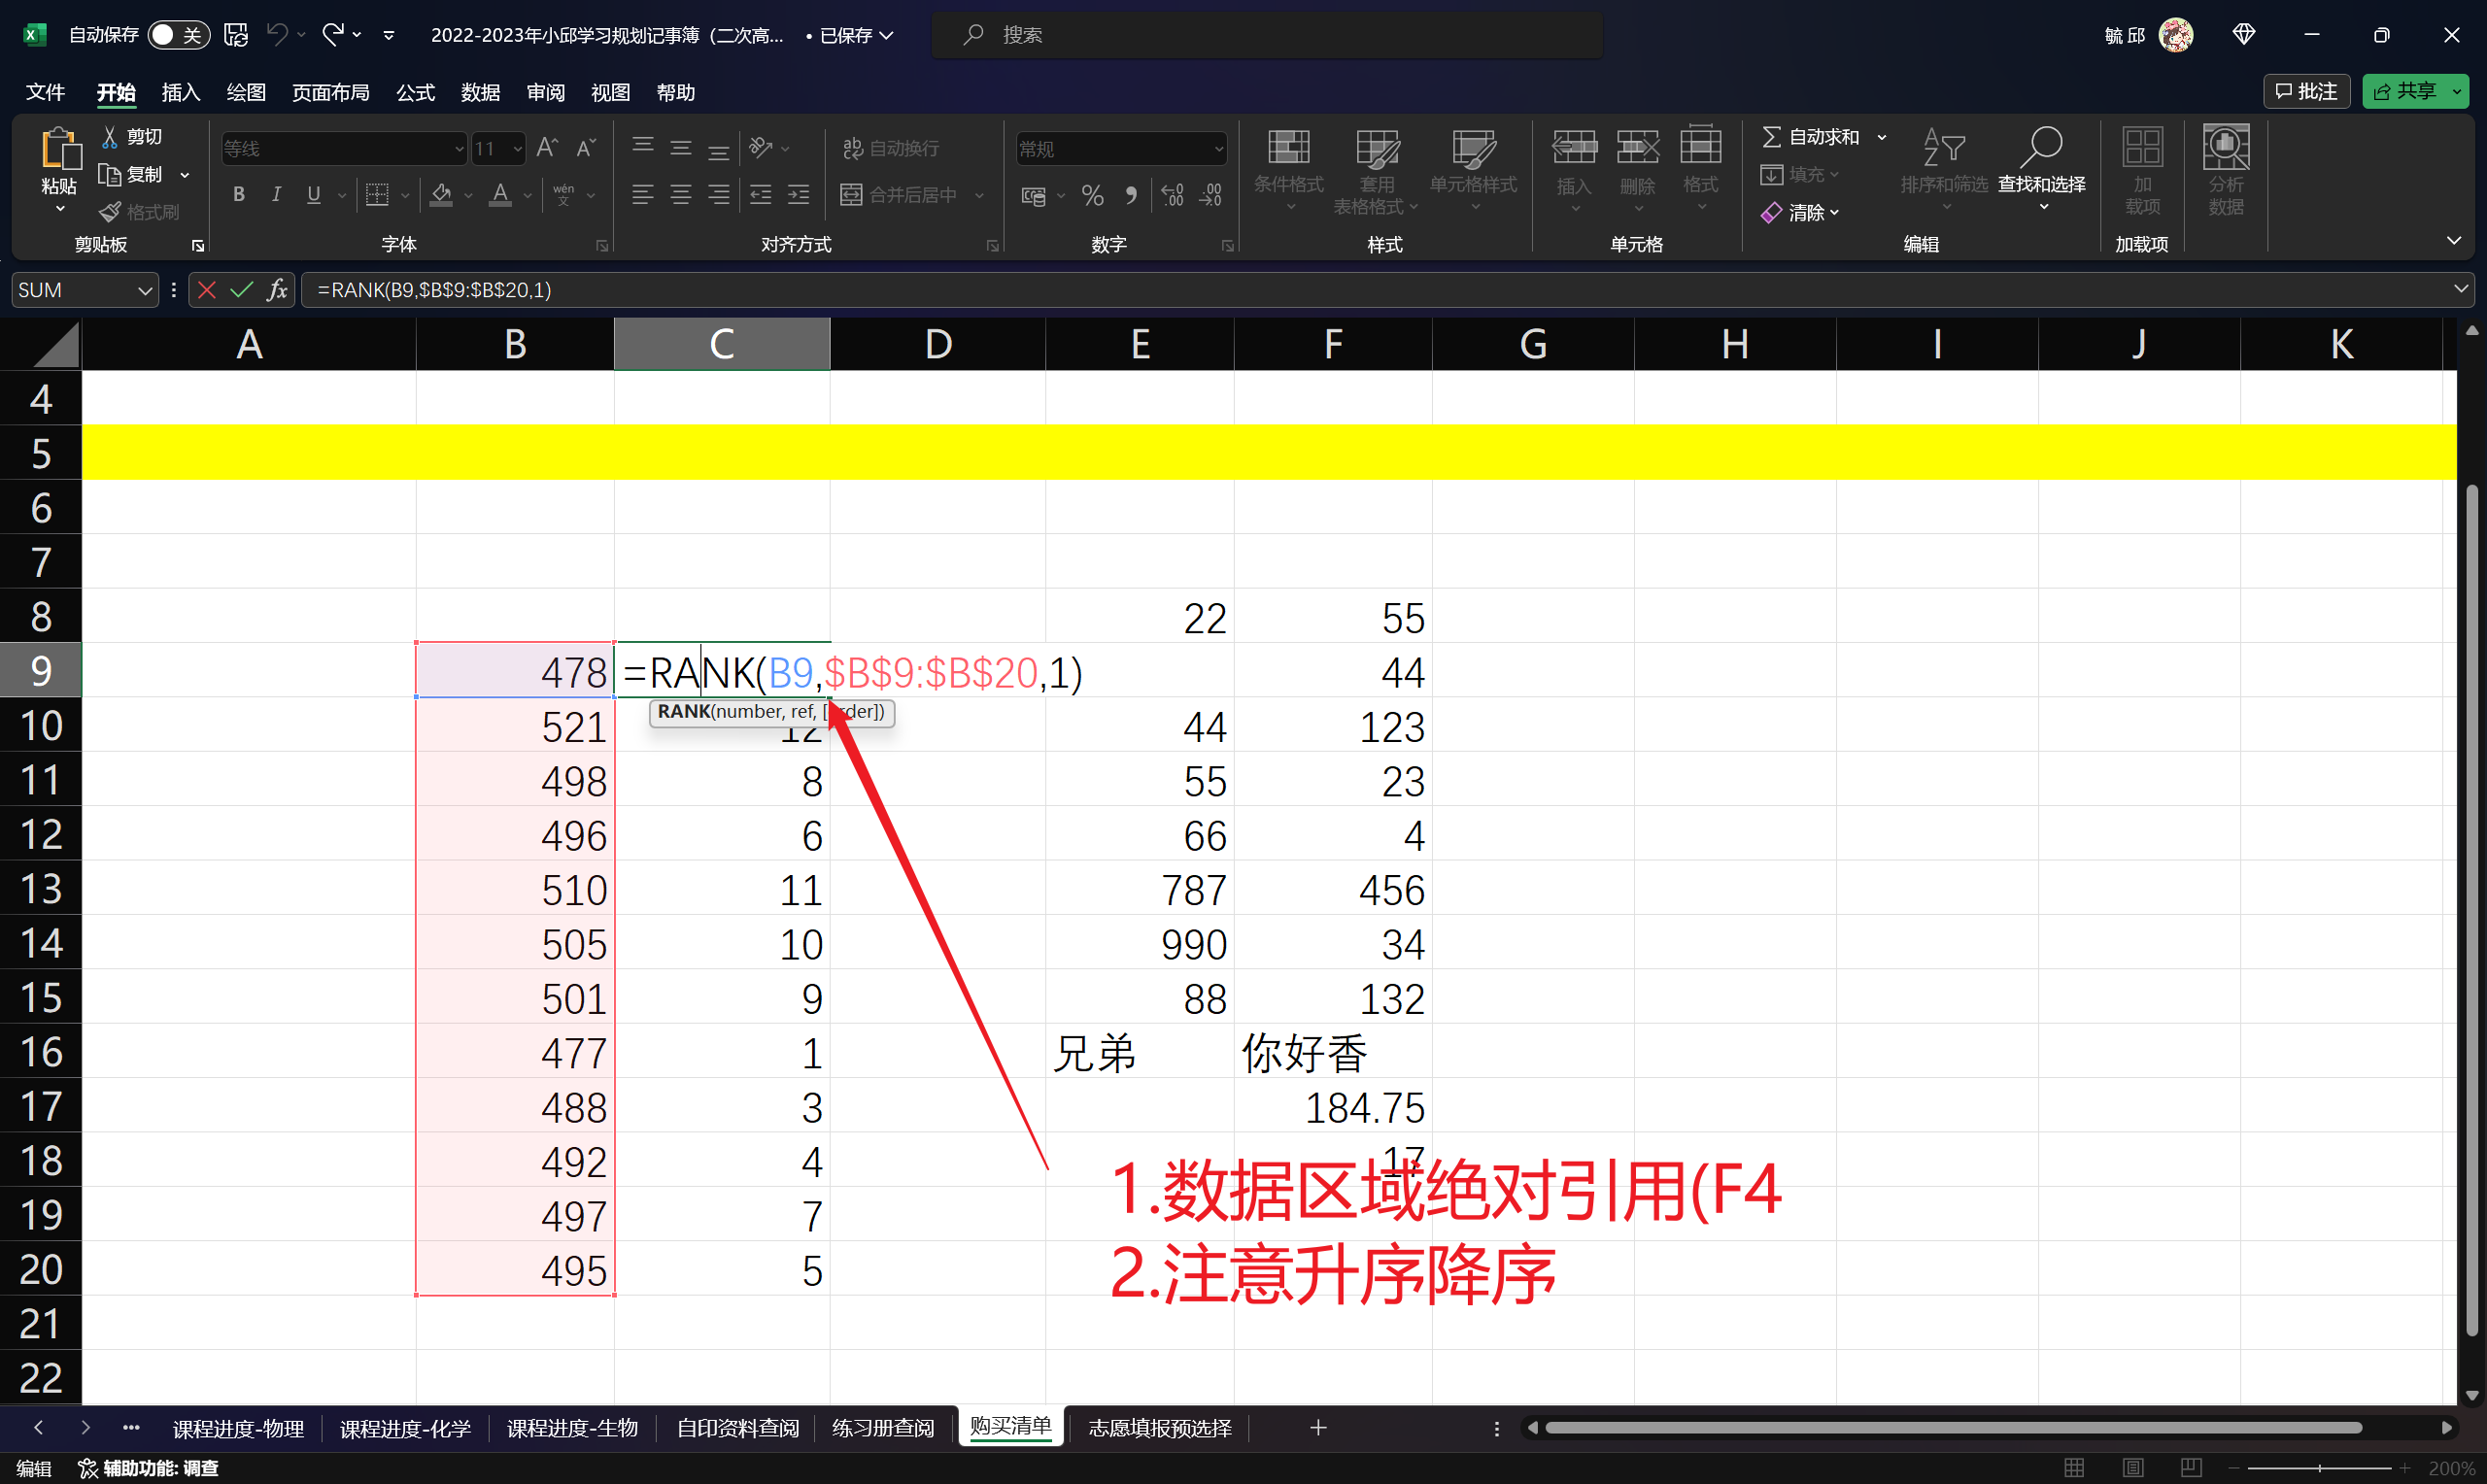 自动保存 关 2022-2023年小邱学习规划记事簿（二次高... • 已保存 搜索 毓 邱
文件 开始 插入 绘图 页面布局 公式 数据 审阅 视图 帮助 批注 共享
粘贴 剪切 复制 格式刷 剪贴板
等线 11 B I U A wén 文 字体
自动换行 合并后居中 对齐方式
常规 % 数字
条件格式 套用 表格格式 单元格样式 样式
插入 删除 格式 单元格
自动求和 填充 清除 排序和筛选 查找和选择 编辑
加 载项 加载项
分析 数据
SUM fx =RANK(B9,$B$9:$B$20,1)
A B C D E F G H I J K
4
5
6
7
8 22 55
9 478 =RANK(B9,$B$9:$B$20,1) 44
RANK(number, ref, [order])
10 521 12 44 123
11 498 8 55 23
12 496 6 66 4
13 510 11 787 456
14 505 10 990 34
15 501 9 88 132
16 477 1 兄弟 你好香
17 488 3 184.75
18 492 4 17
1.数据区域绝对引用(F4
19 497 7
20 495 5
2.注意升序降序
21
22
课程进度-物理 课程进度-化学 课程进度-生物 自印资料查阅 练习册查阅 购买清单 志愿填报预选择
编辑 辅助功能: 调查 200%